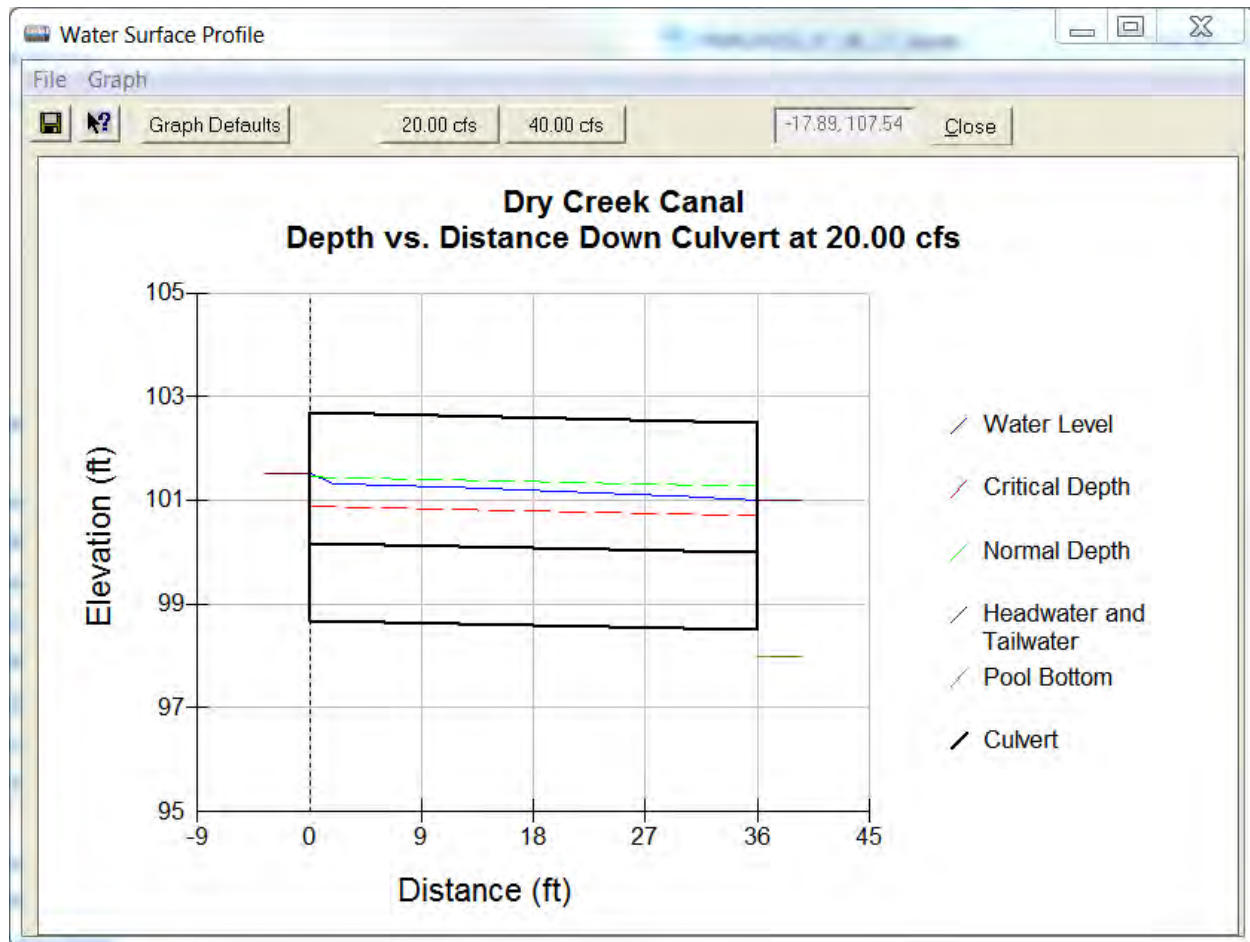 Water Surface Profile
File Graph
Graph Defaults 20.00 cfs 40.00 cfs -17.89, 107.54 Close
Dry Creek Canal
Depth vs. Distance Down Culvert at 20.00 cfs
105
103
101
99
97
95
Elevation (ft)
-9 0 9 18 27 36 45
Distance (ft)
Water Level
Critical Depth
Normal Depth
Headwater and
Tailwater
Pool Bottom
Culvert